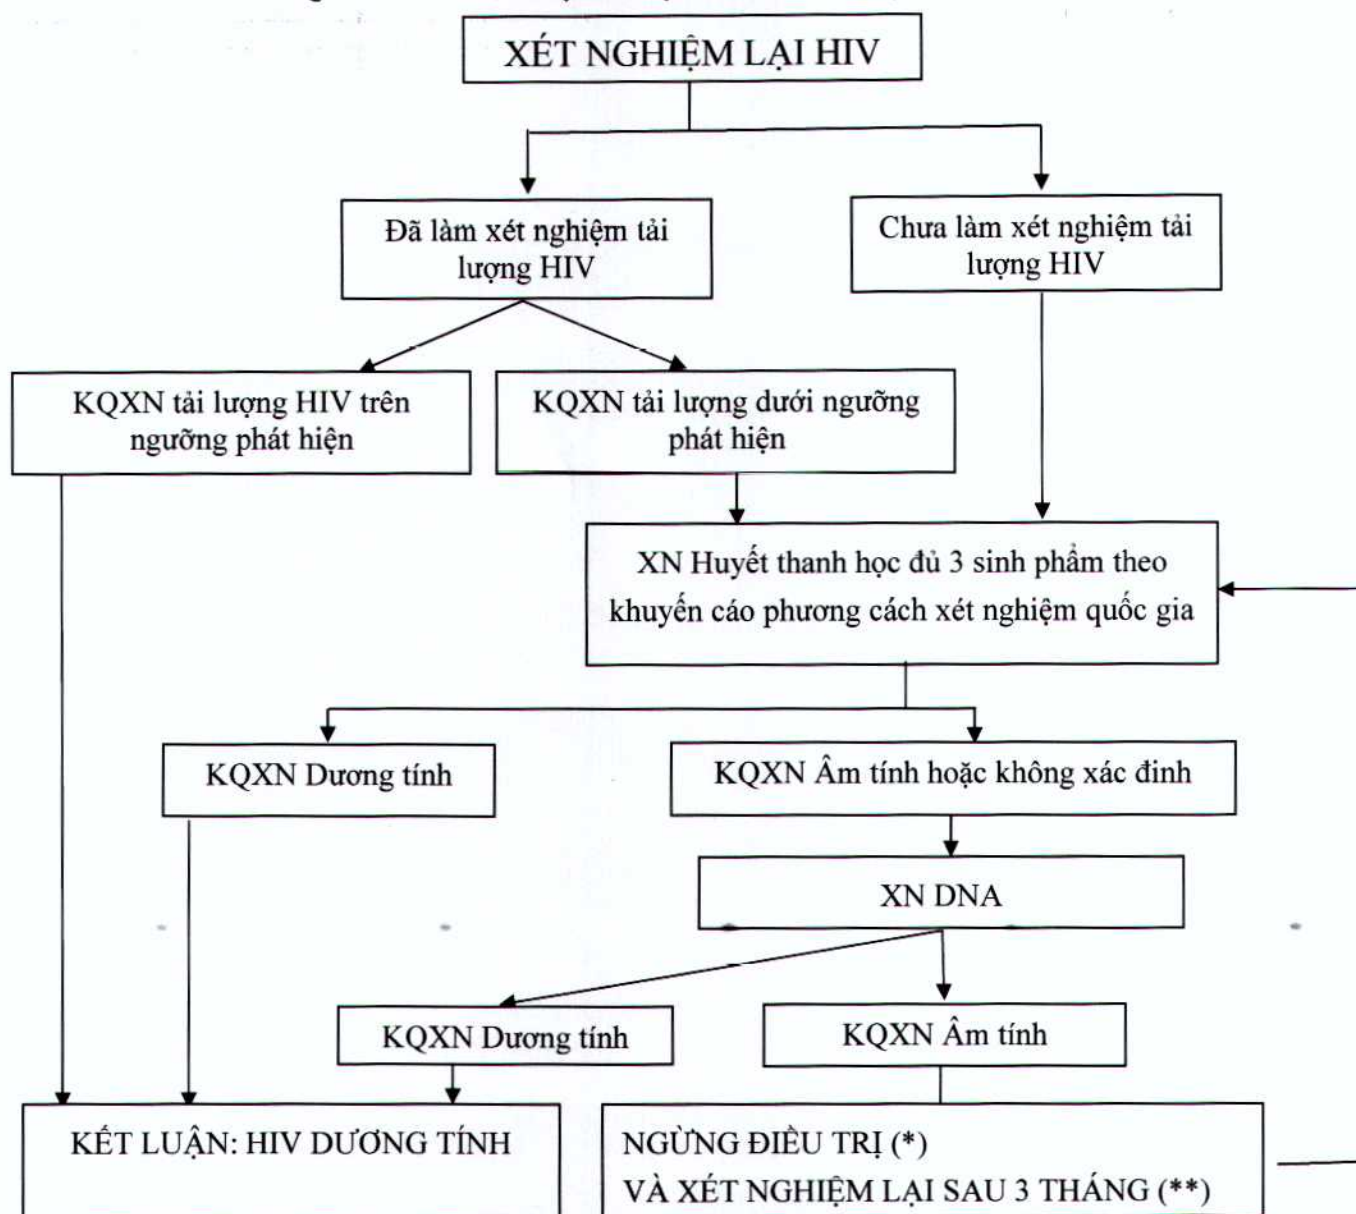 XÉT NGHIỆM LẠI HIV
Đã làm xét nghiệm tải
lượng HIV
Chưa làm xét nghiệm tải
lượng HIV
KQXN tải lượng HIV trên
ngưỡng phát hiện
KQXN tải lượng dưới ngưỡng
phát hiện
XN Huyết thanh học đủ 3 sinh phẩm theo
khuyến cáo phương cách xét nghiệm quốc gia
KQXN Dương tính
KQXN Âm tính hoặc không xác đinh
XN DNA
KQXN Dương tính
KQXN Âm tính
KẾT LUẬN: HIV DƯƠNG TÍNH
NGỪNG ĐIỀU TRỊ (*)
VÀ XÉT NGHIỆM LẠI SAU 3 THÁNG (**)